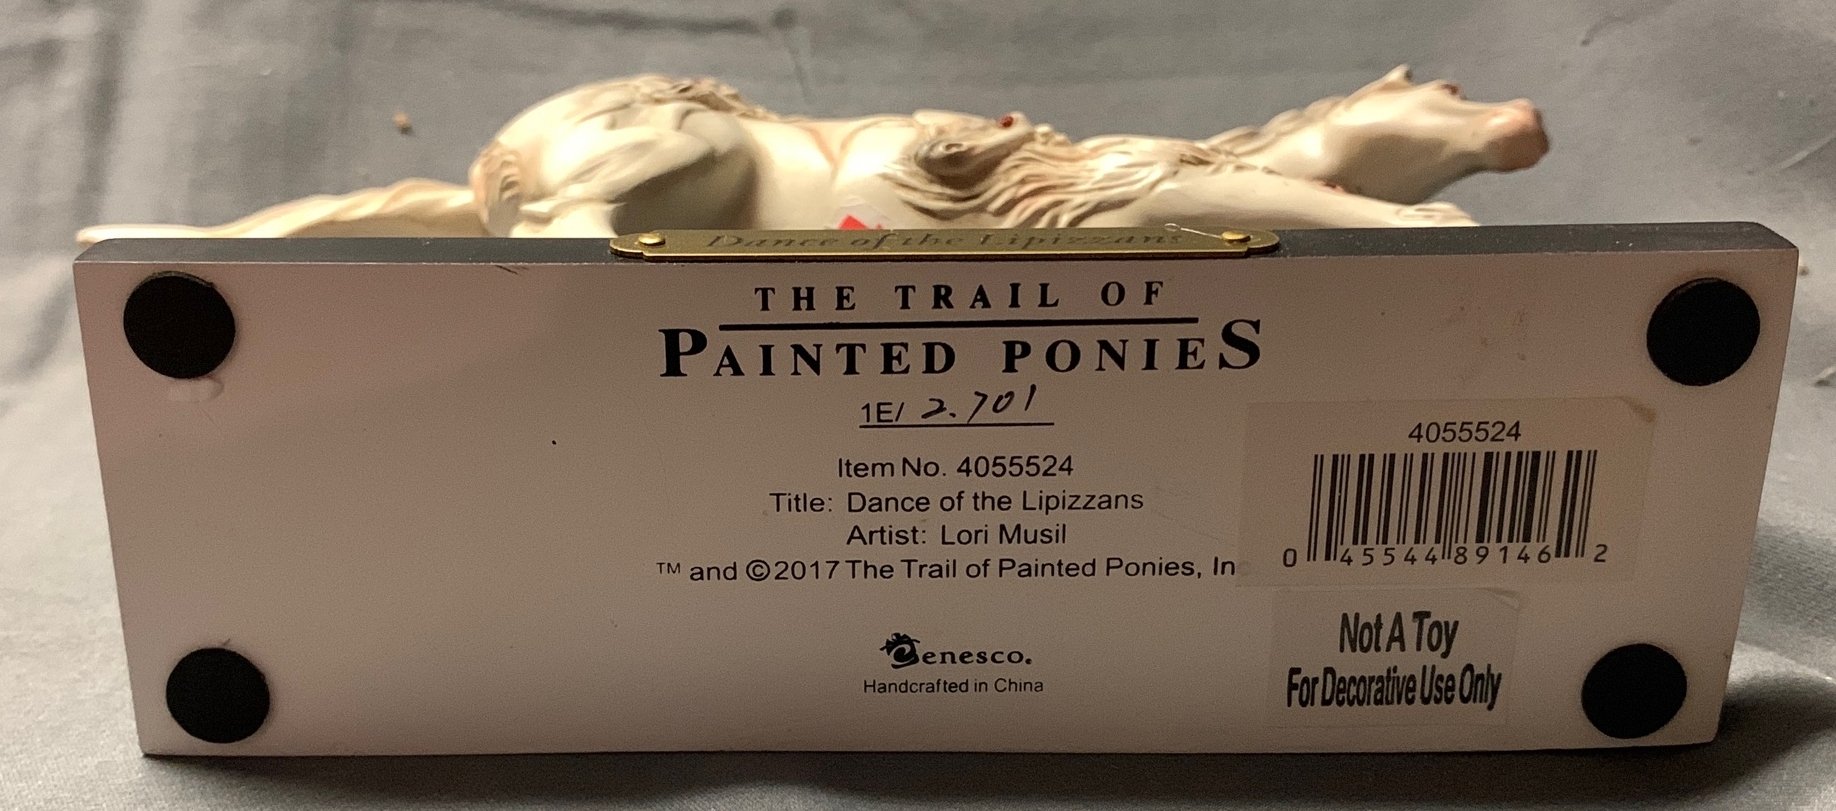 Dance of the Lipizzans
THE TRAIL OF
PAINTED PONIES
1E/ 2.701
Item No. 4055524
Title: Dance of the Lipizzans
Artist: Lori Musil
™ and ©2017 The Trail of Painted Ponies, In
Enesco.
Handcrafted in China
4055524
0 45544 89146 2
Not A Toy
For Decorative Use Only